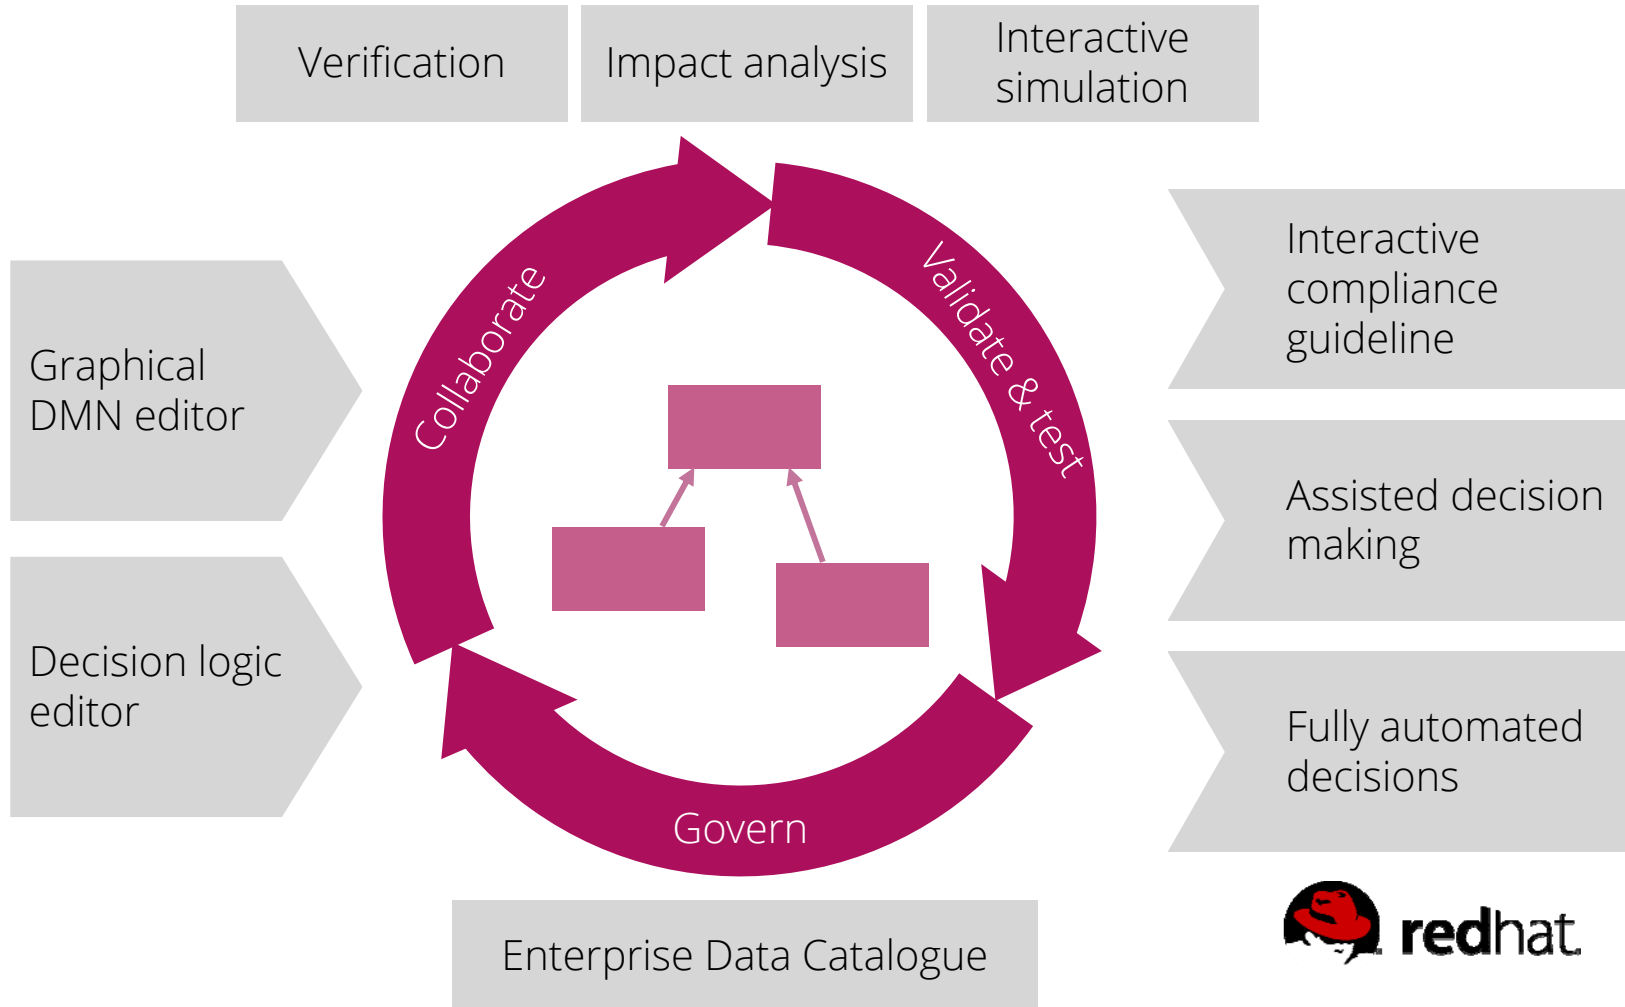 Verification
Impact analysis
Interactive
simulation
Collaborate
Validate & test
Govern
Graphical
DMN editor
Decision logic
editor
Interactive
compliance
guideline
Assisted decision
making
Fully automated
decisions
Enterprise Data Catalogue
redhat.